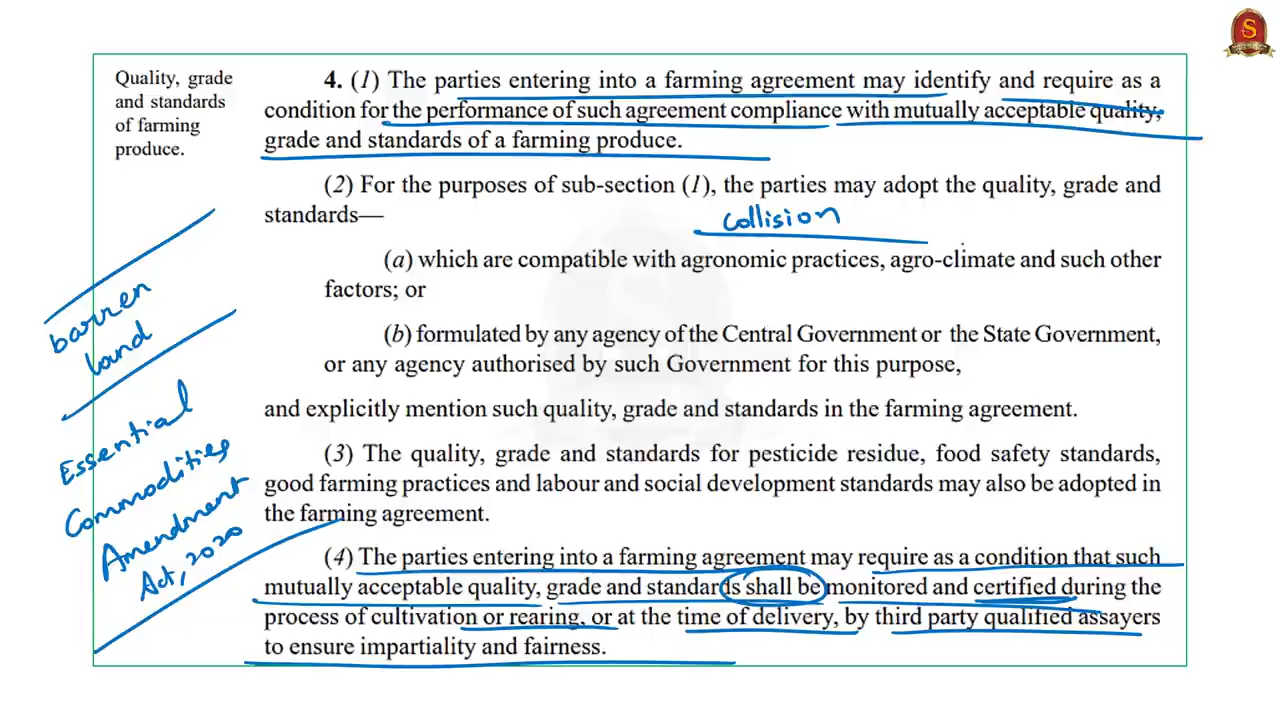 S
Quality, grade
and standards
of farming
produce.
4. (1) The parties entering into a farming agreement may identify and require as a
condition for the performance of such agreement compliance with mutually acceptable quality,
grade and standards of a farming produce.
(2) For the purposes of sub-section (1), the parties may adopt the quality, grade and
standards—
collision
(a) which are compatible with agronomic practices, agro-climate and such other
factors; or
(b) formulated by any agency of the Central Government or the State Government,
or any agency authorised by such Government for this purpose,
and explicitly mention such quality, grade and standards in the farming agreement.
(3) The quality, grade and standards for pesticide residue, food safety standards,
good farming practices and labour and social development standards may also be adopted in
the farming agreement.
(4) The parties entering into a farming agreement may require as a condition that such
mutually acceptable quality, grade and standards shall be monitored and certified during the
process of cultivation or rearing, or at the time of delivery, by third party qualified assayers
to ensure impartiality and fairness.
barren
land
Essential
Commodities
Amendment
Act, 2020